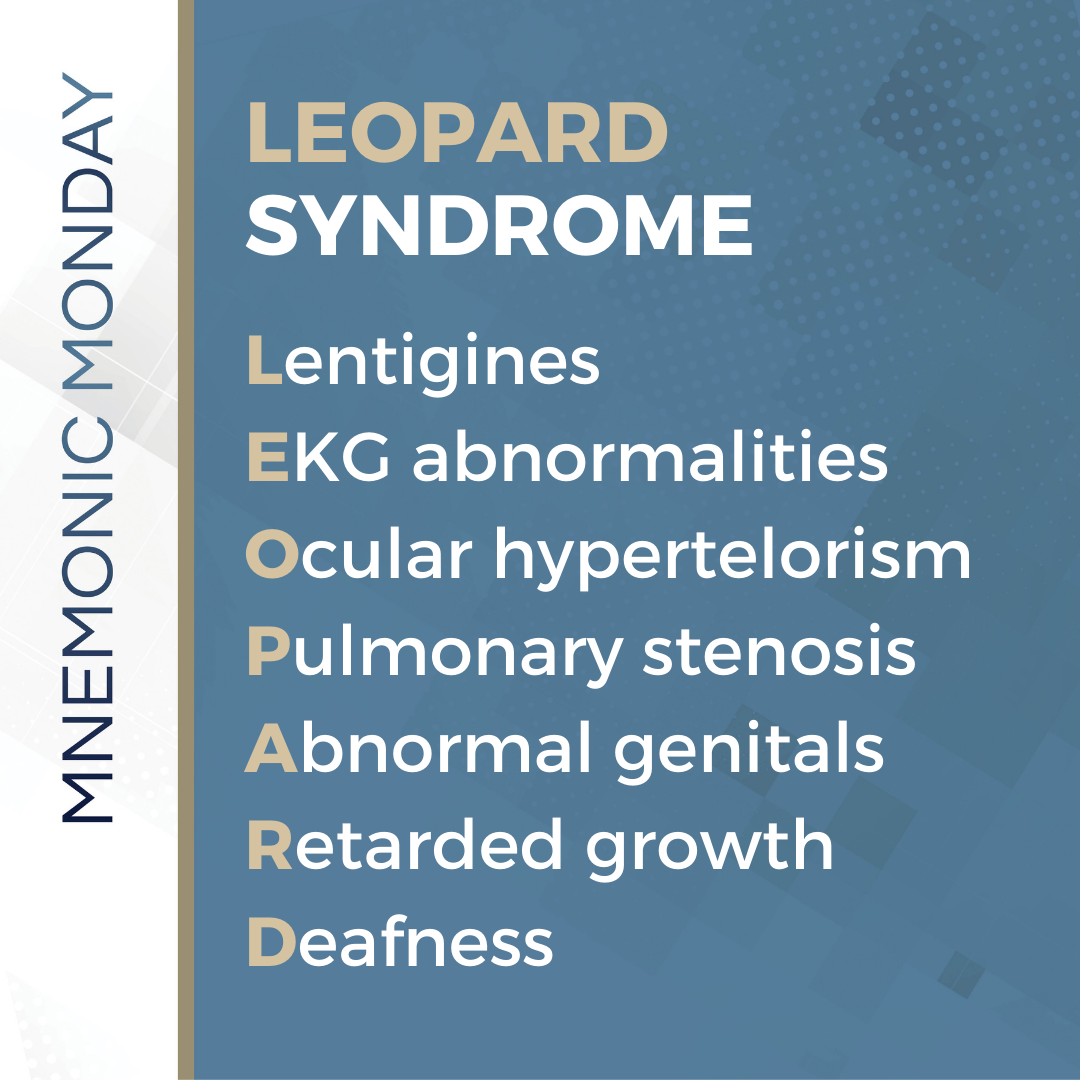 MNEMONIC MONDAY
LEOPARD
SYNDROME
Lentigines
EKG abnormalities
Ocular hypertelorism
Pulmonary stenosis
Abnormal genitals
Retarded growth
Deafness